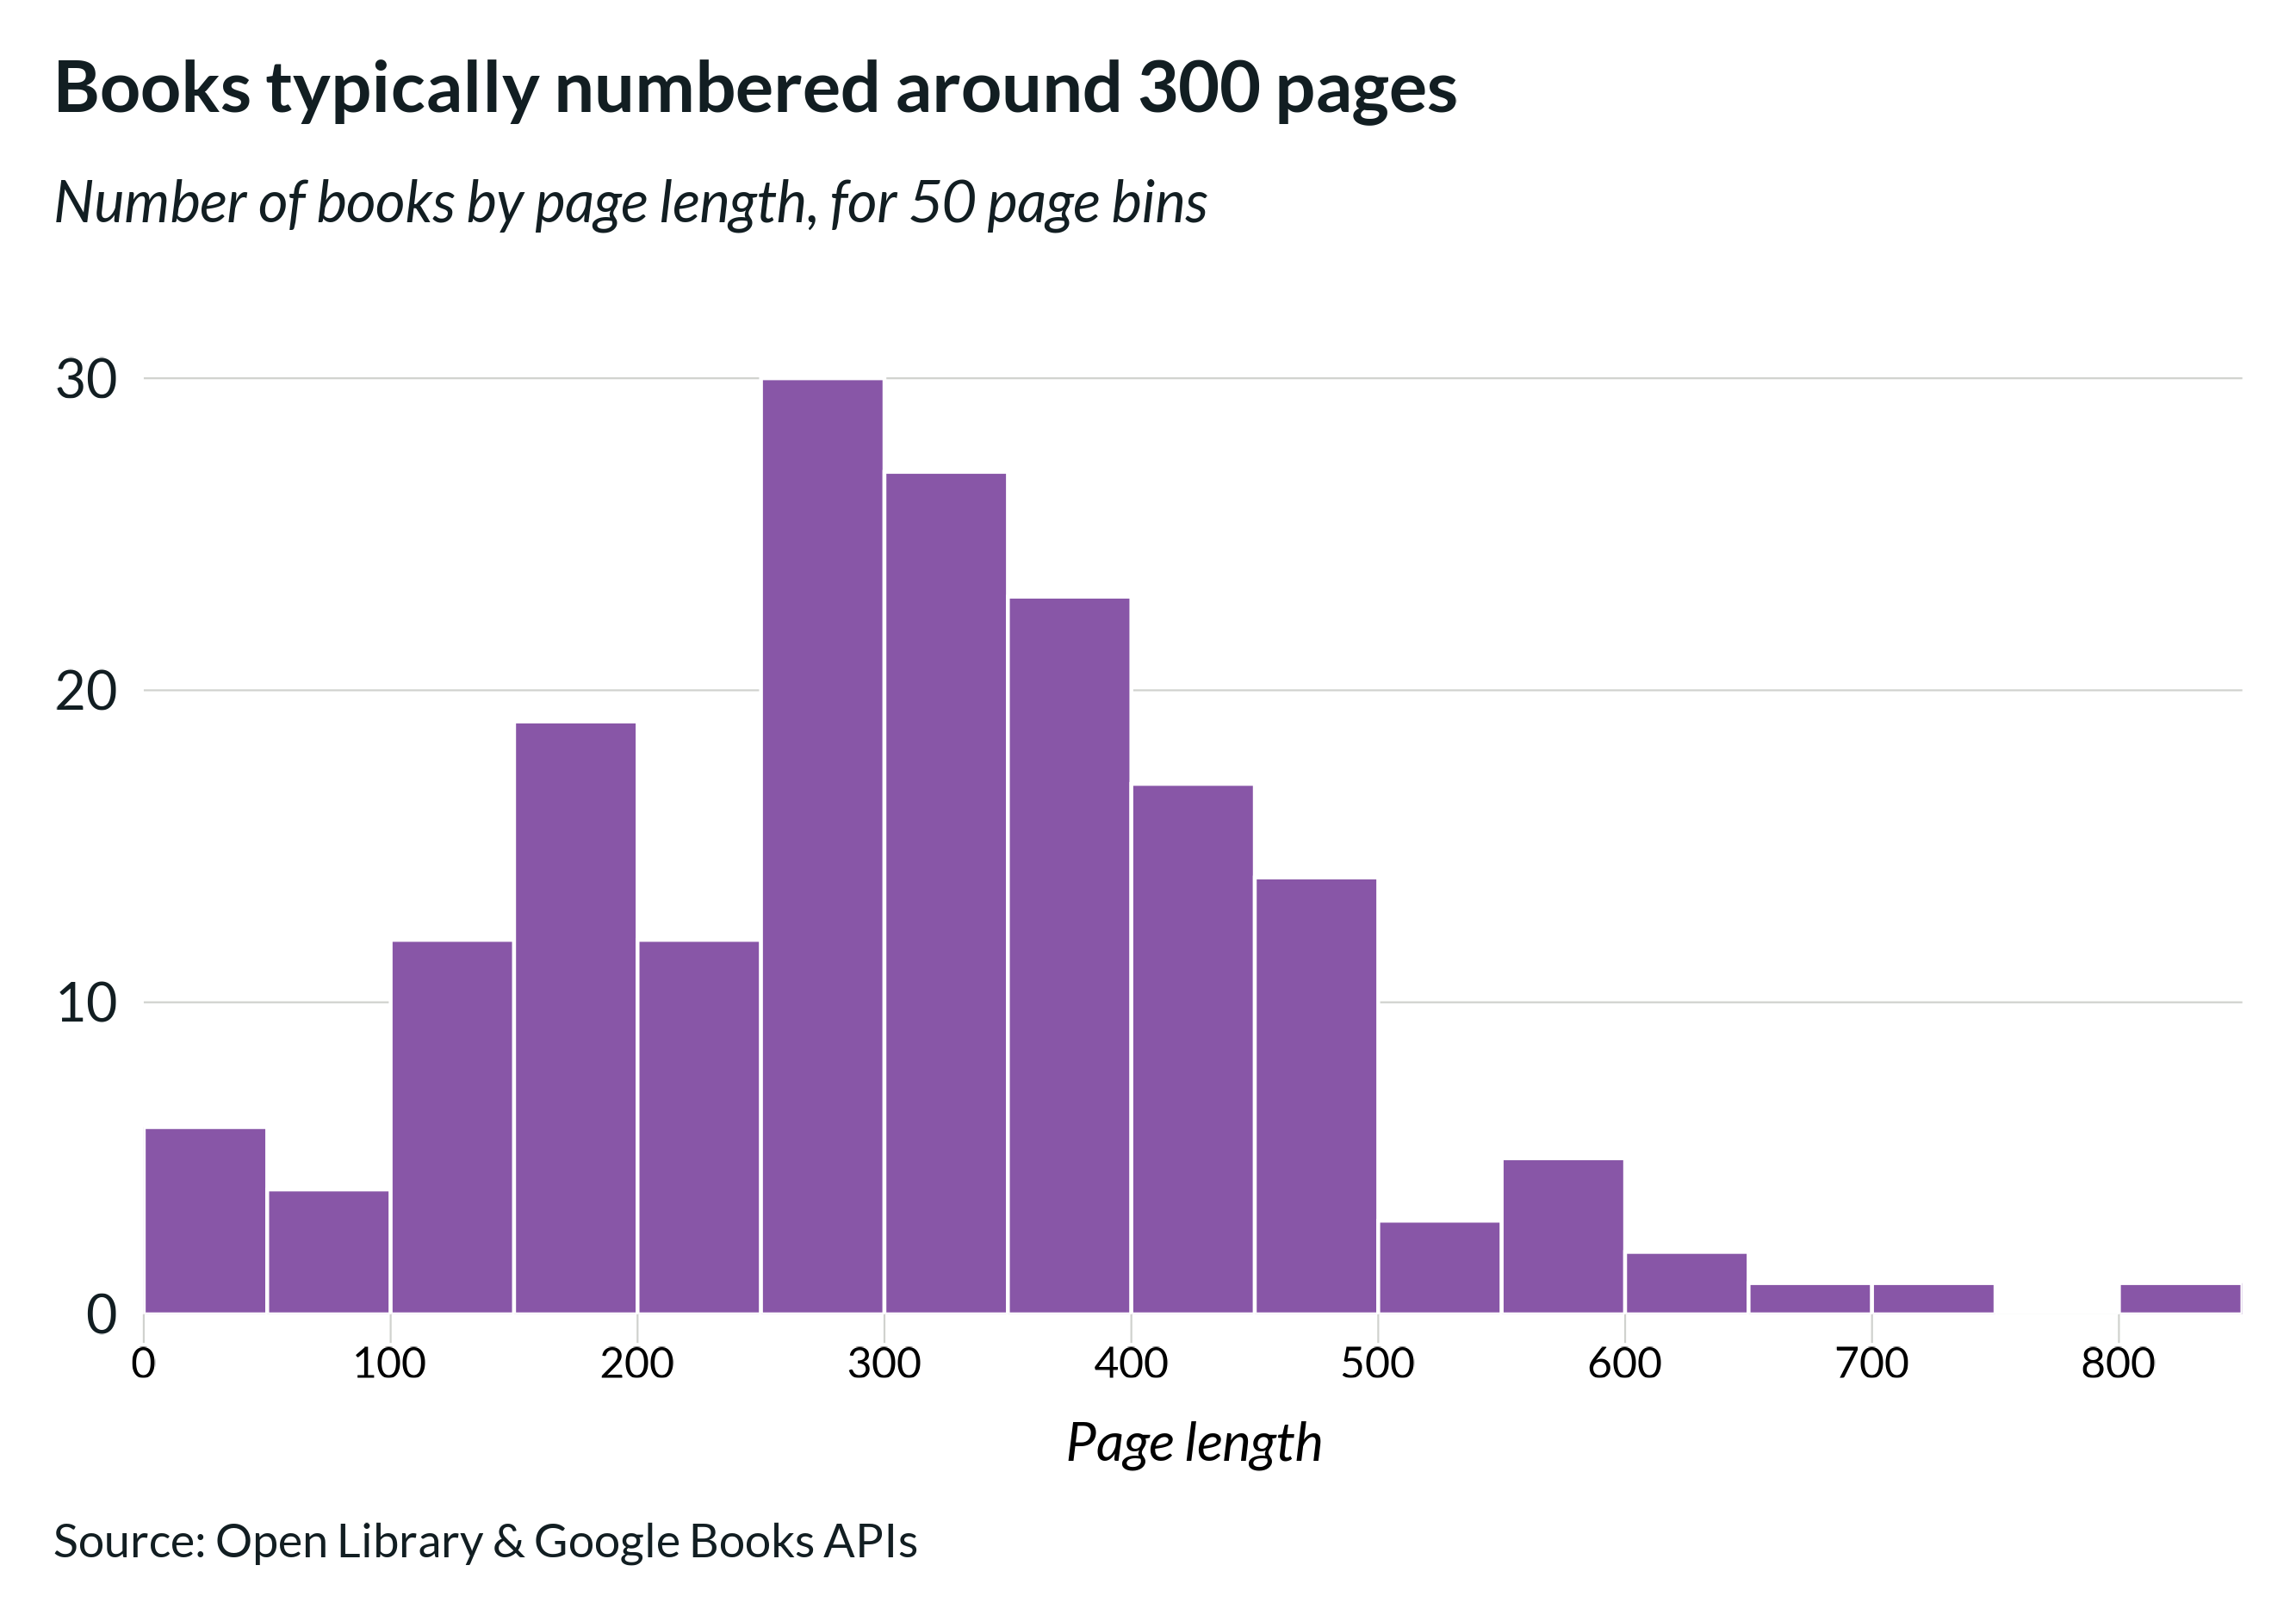 Books typically numbered around 300 pages
Number of books by page length, for 50 page bins
30
20
10
0
0 100 200 300 400 500 600 700 800
Page length
Source: Open Library & Google Books APIs